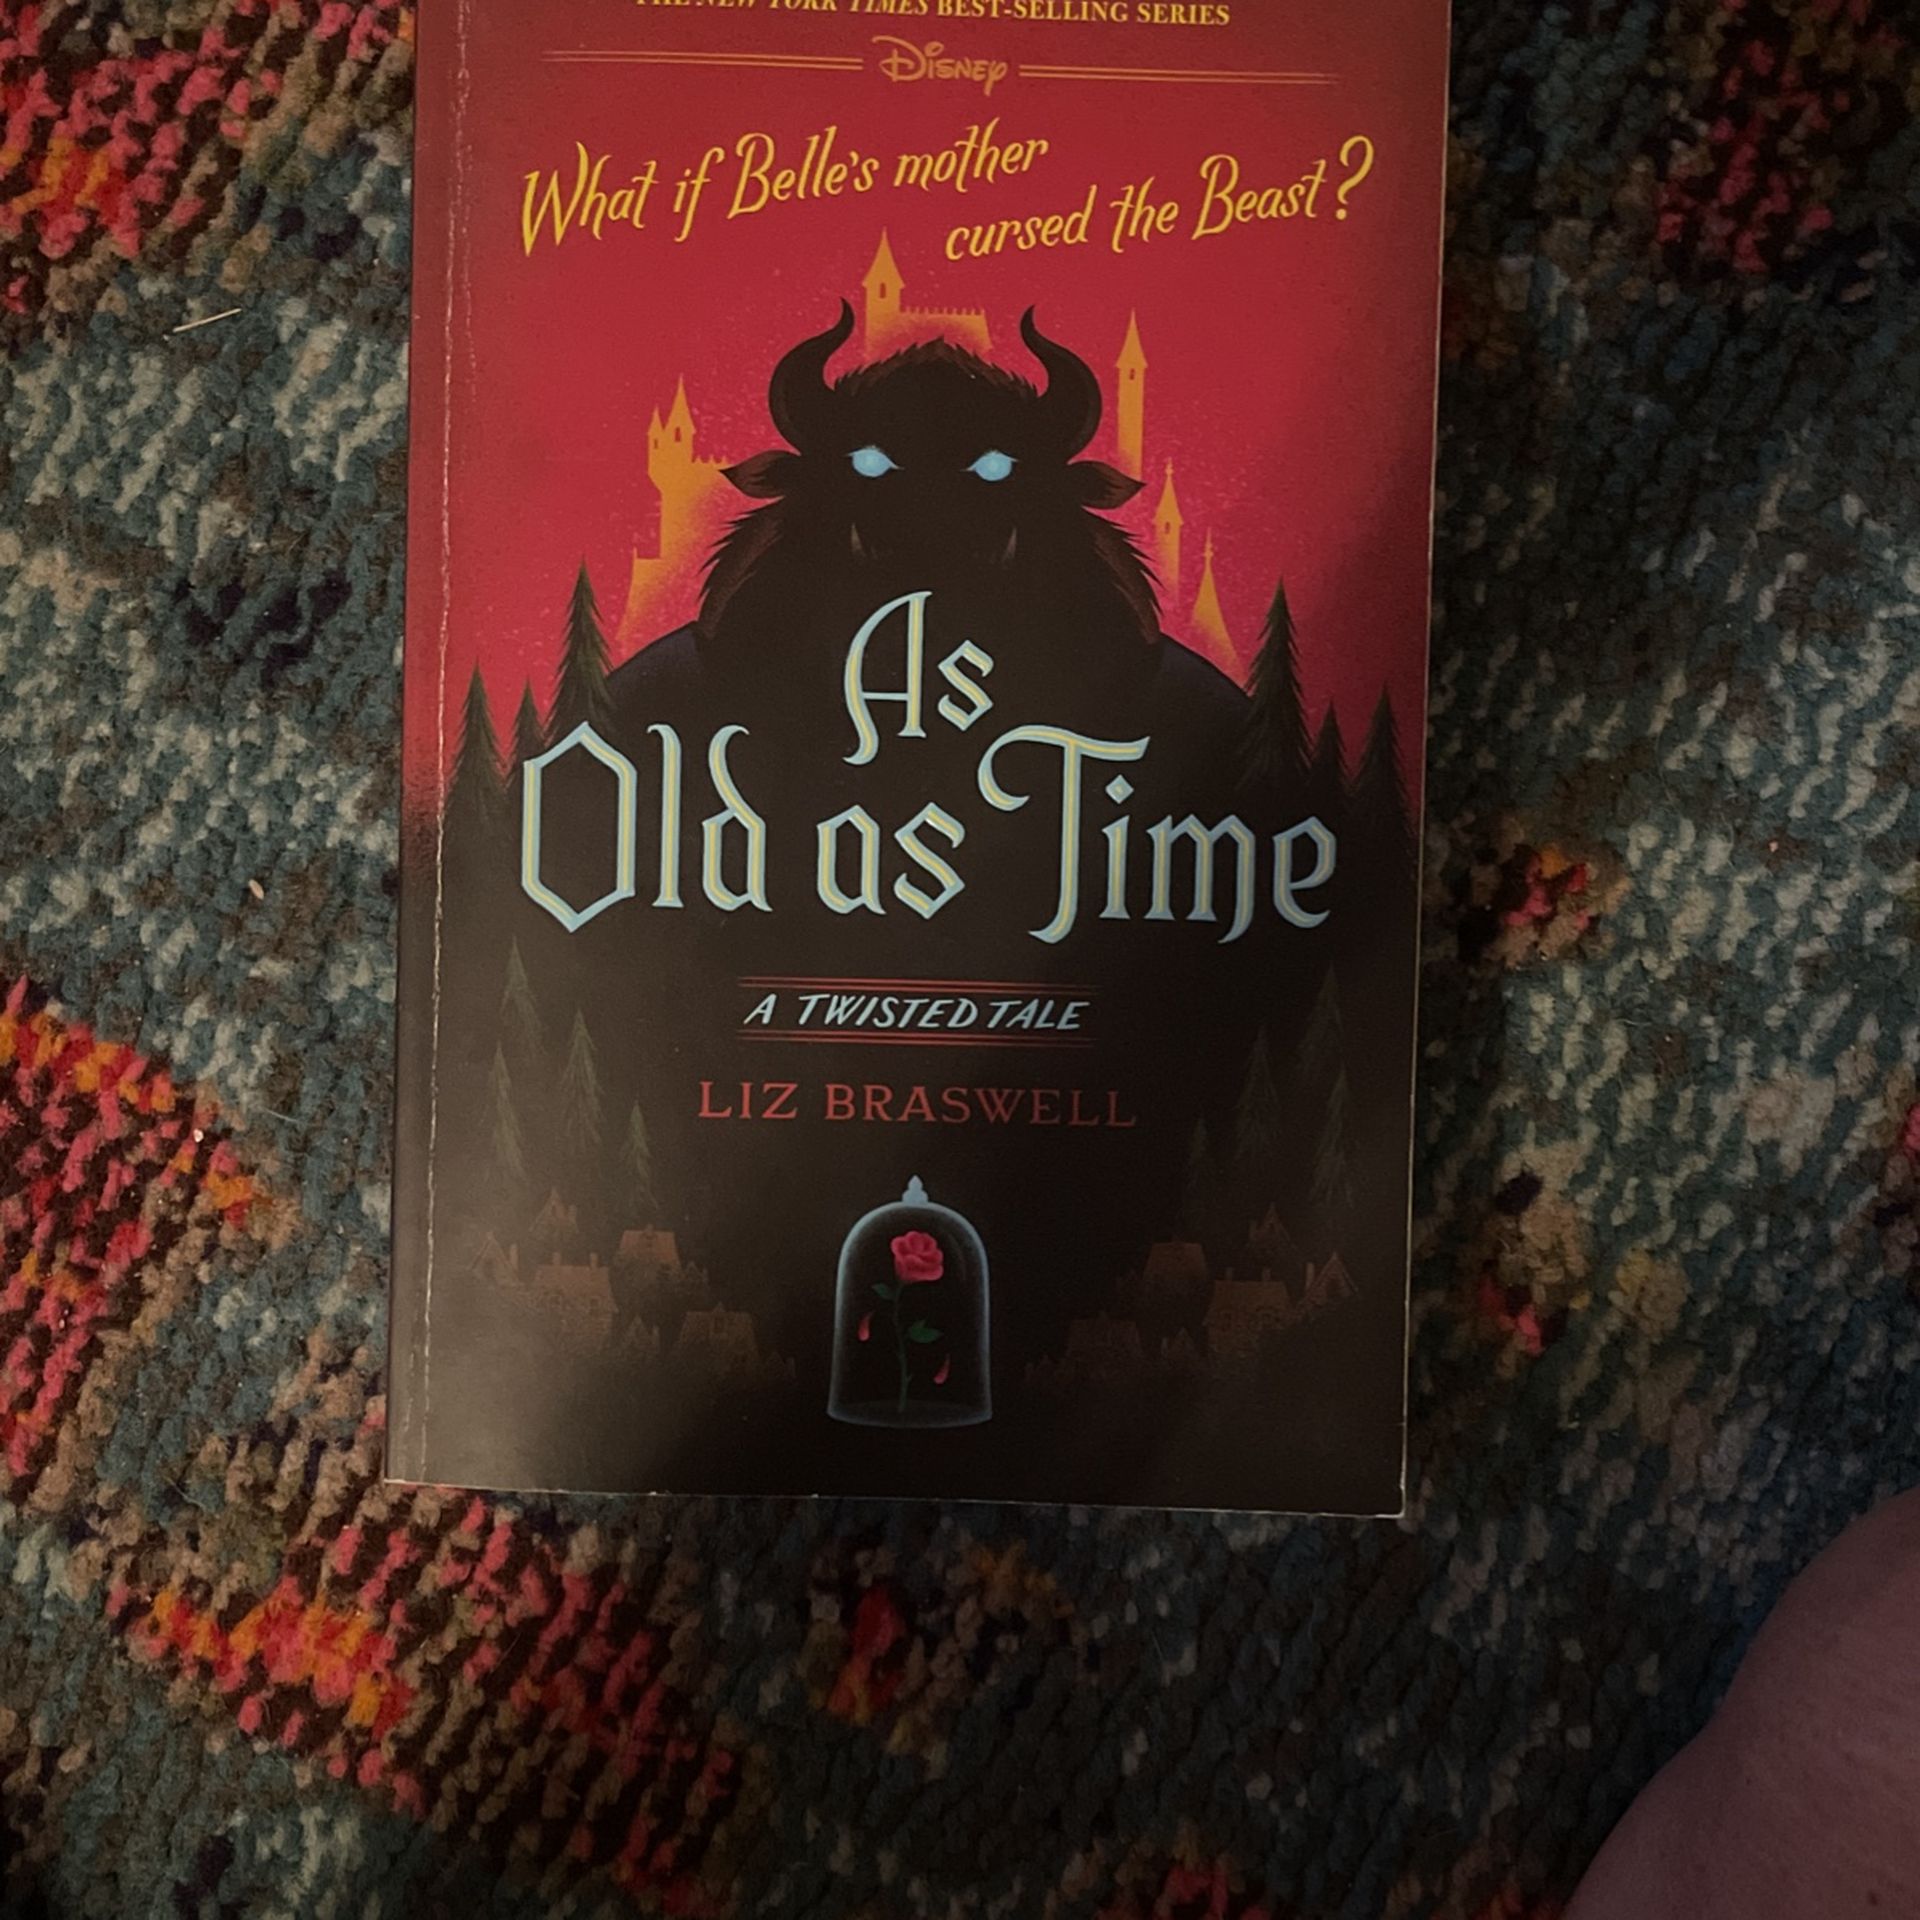 THE NEW YORK TIMES BEST-SELLING SERIES
Disney
What if Belle's mother
cursed the Beast?
As
Old as Time
A TWISTED TALE
LIZ BRASWELL